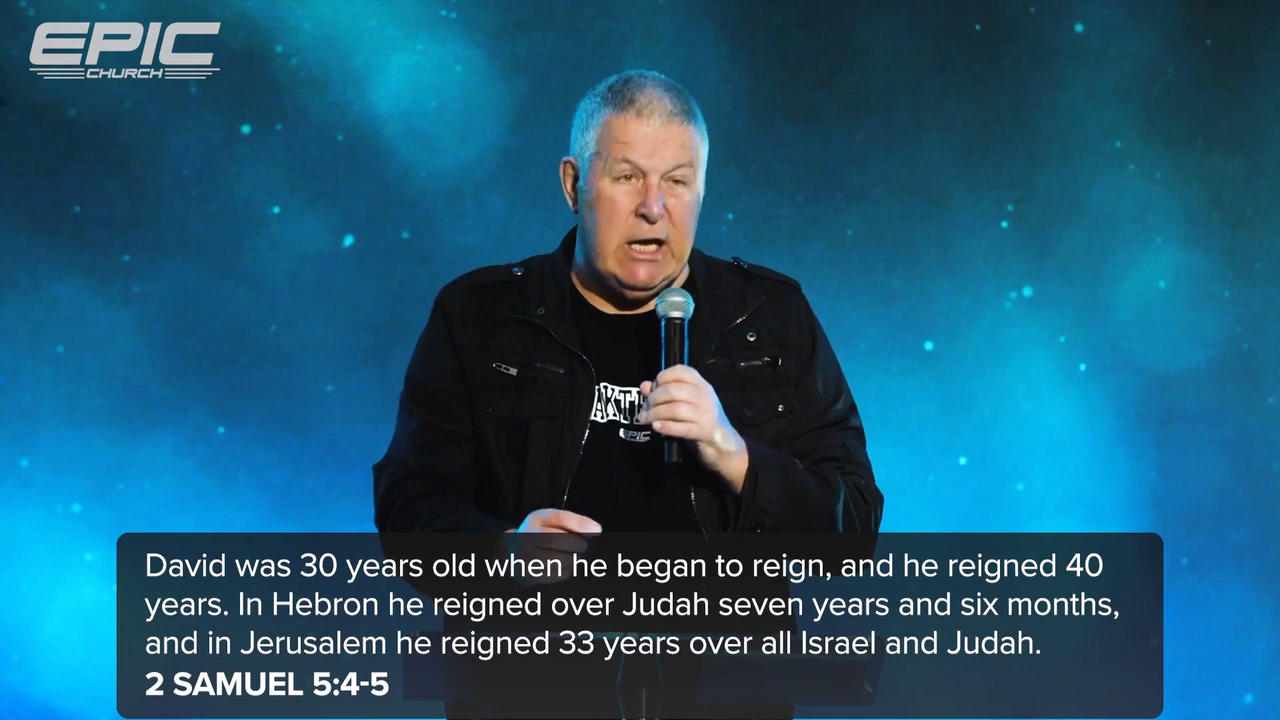 EPIC
CHURCH
EPIC
David was 30 years old when he began to reign, and he reigned 40
years. In Hebron he reigned over Judah seven years and six months,
and in Jerusalem he reigned 33 years over all Israel and Judah.
2 SAMUEL 5:4-5